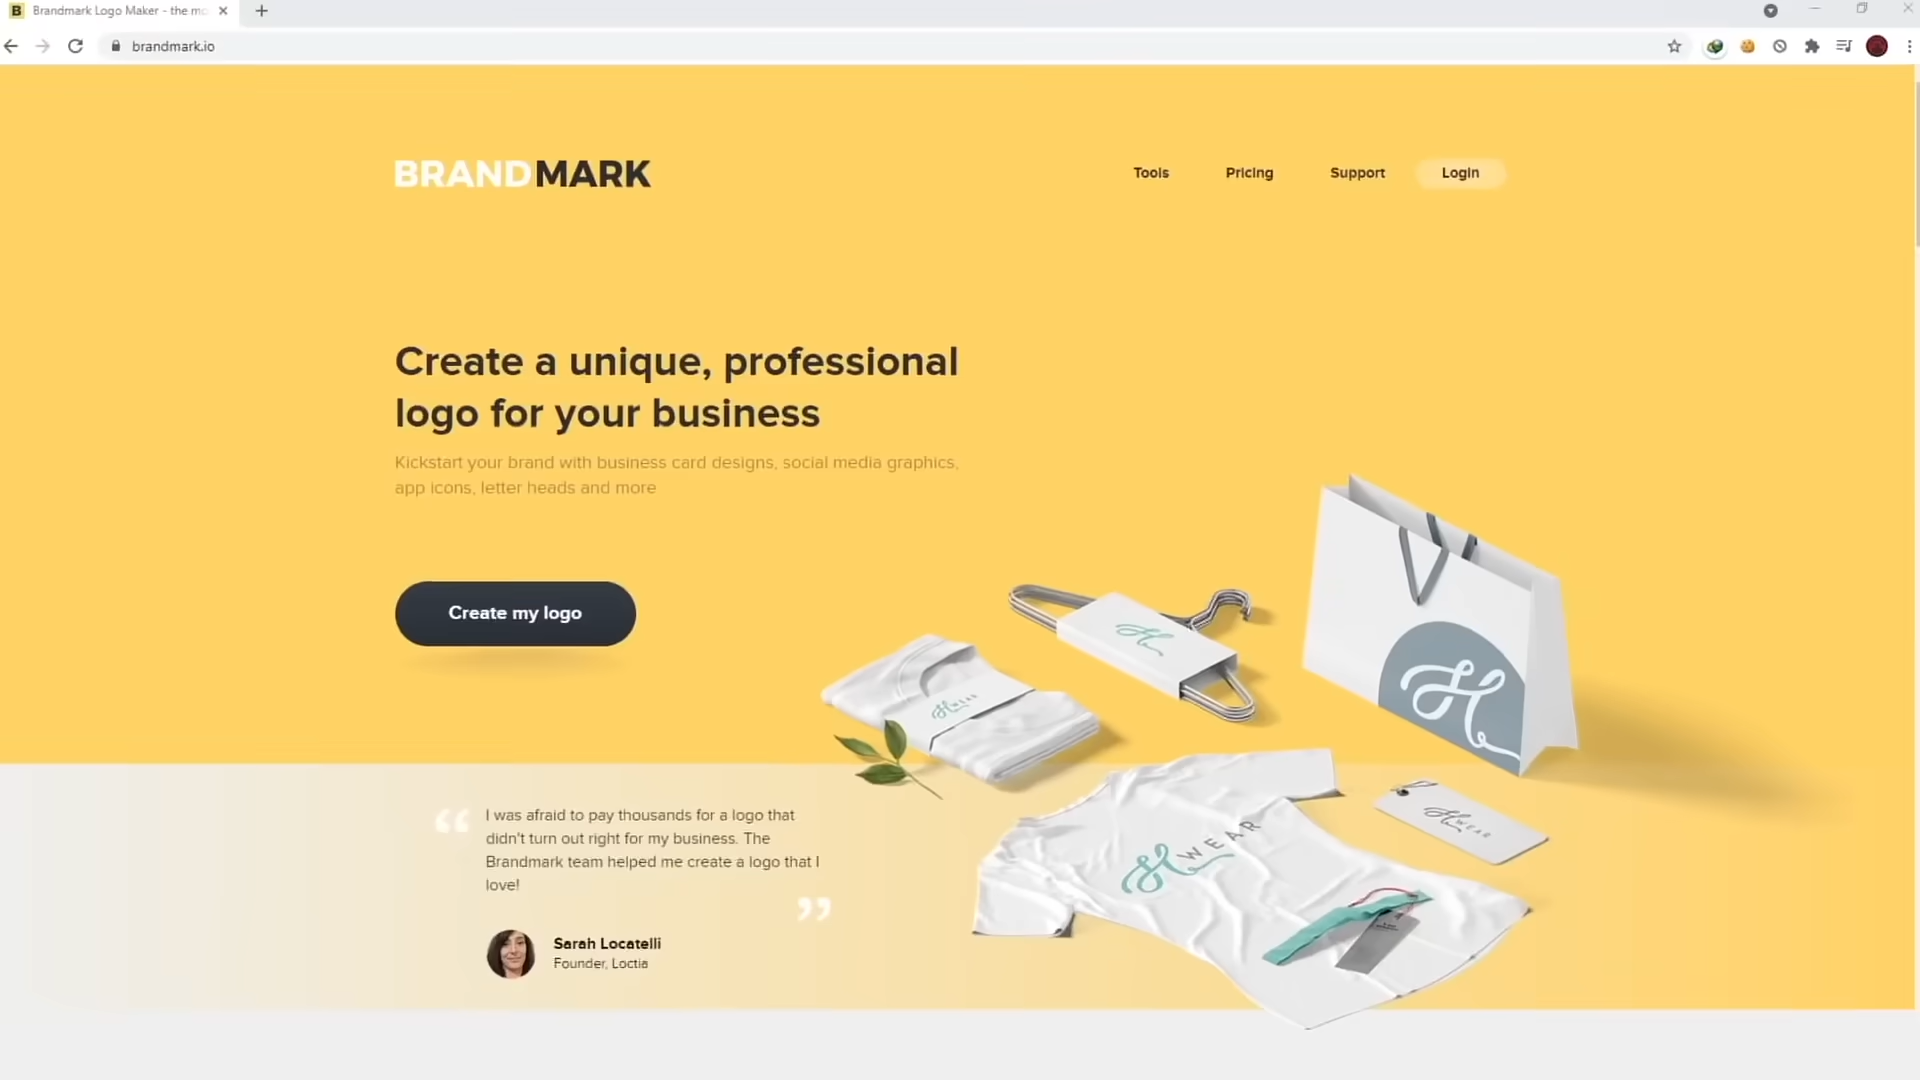 Brandmark Logo Maker - the mo
brandmark.io
BRANDMARK
Tools
Pricing
Support
Login
Create a unique, professional
logo for your business
Kickstart your brand with business card designs, social media graphics,
app icons, letter heads and more
Create my logo
H
H
H WEAR
H WEAR
H WEAR
“ I was afraid to pay thousands for a logo that
didn't turn out right for my business. The
Brandmark team helped me create a logo that I
love! ”
Sarah Locatelli
Founder, Loctia